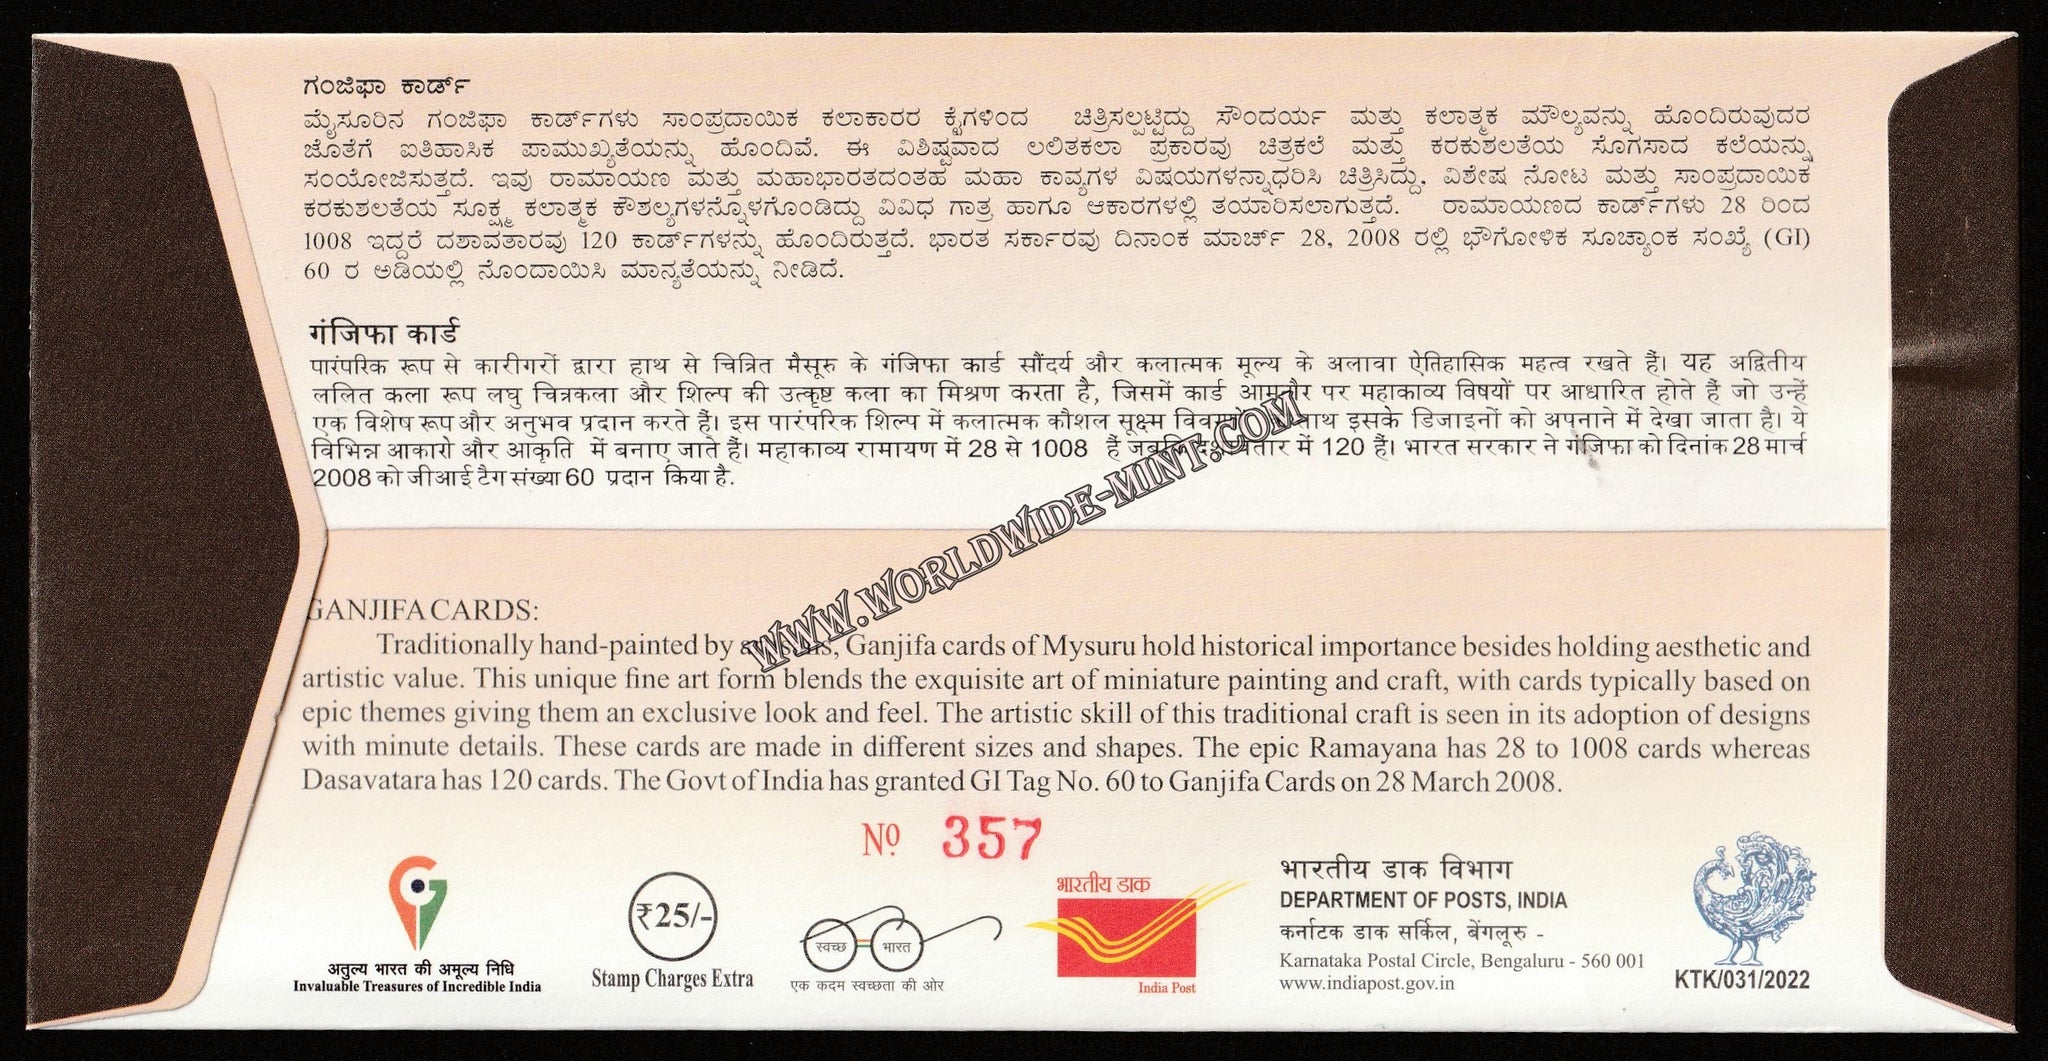 ಗಂಜಿಫಾ ಕಾರ್ಡ್
ಮೈಸೂರಿನ ಗಂಜಿಫಾ ಕಾರ್ಡ್‌ಗಳು ಸಾಂಪ್ರದಾಯಿಕ ಕಲಾಕಾರರ ಕೈಗಳಿಂದ ಚಿತ್ರಿಸಲ್ಪಟ್ಟಿದ್ದು ಸೌಂದರ್ಯ ಮತ್ತು ಕಲಾತ್ಮಕ ಮೌಲ್ಯವನ್ನು ಹೊಂದಿರುವುದರ
ಜೊತೆಗೆ ಐತಿಹಾಸಿಕ ಪಾಮುಖ್ಯತೆಯನ್ನು ಹೊಂದಿವೆ. ಈ ವಿಶಿಷ್ಟವಾದ ಲಲಿತಕಲಾ ಪ್ರಕಾರವು ಚಿತ್ರಕಲೆ ಮತ್ತು ಕರಕುಶಲತೆಯ ಸೊಗಸಾದ ಕಲೆಯನ್ನು
ಸಂಯೋಜಿಸುತ್ತದೆ. ಇವು ರಾಮಾಯಣ ಮತ್ತು ಮಹಾಭಾರತದಂತಹ ಮಹಾ ಕಾವ್ಯಗಳ ವಿಷಯಗಳನ್ನಾಧರಿಸಿ ಚಿತ್ರಿಸಿದ್ದು, ವಿಶೇಷ ನೋಟ ಮತ್ತು ಸಾಂಪ್ರದಾಯಿಕ
ಕರಕುಶಲತೆಯ ಸೂಕ್ಷ್ಮ ಕಲಾತ್ಮಕ ಕೌಶಲ್ಯಗಳನ್ನೊಳಗೊಂಡಿದ್ದು ವಿವಿಧ ಗಾತ್ರ ಹಾಗೂ ಆಕಾರಗಳಲ್ಲಿ ತಯಾರಿಸಲಾಗುತ್ತದೆ. ರಾಮಾಯಣದ ಕಾರ್ಡ್‌ಗಳು 28 ರಿಂದ
1008 ಇದ್ದರೆ ದಶಾವತಾರವು 120 ಕಾರ್ಡ್‌ಗಳನ್ನು ಹೊಂದಿರುತ್ತದೆ. ಭಾರತ ಸರ್ಕಾರವು ದಿನಾಂಕ ಮಾರ್ಚ್ 28, 2008 ರಲ್ಲಿ ಭೌಗೋಳಿಕ ಸೂಚ್ಯಾಂಕ ಸಂಖ್ಯೆ (GI)
60 ರ ಅಡಿಯಲ್ಲಿ ನೊಂದಾಯಿಸಿ ಮಾನ್ಯತೆಯನ್ನು ನೀಡಿದೆ.
गंजिफा कार्ड
पारंपरिक रूप से कारीगरों द्वारा हाथ से चित्रित मैसूरु के गंजिफा कार्ड सौंदर्य और कलात्मक मूल्य के अलावा ऐतिहासिक महत्व रखते हैं। यह अद्वितीय
ललित कला रूप लघु चित्रकला और शिल्प की उत्कृष्ट कला का मिश्रण करता है, जिसमें कार्ड आमतौर पर महाकाव्य विषयों पर आधारित होते हैं जो उन्हें
एक विशेष रूप और अनुभव प्रदान करते हैं। इस पारंपरिक शिल्प में कलात्मक कौशल सूक्ष्म इसके डिजाइनों को अपनाने में देखा जाता है। ये
विभिन्न आकारो और आकृति में बनाए जाते हैं। महाकाव्य रामायण में 28 से 1008 हैं में 120 हैं। भारत सरकार ने गंजिफा को दिनांक 28 मार्च
2008 को जीआई टैग संख्या 60 प्रदान किया है.
GANJIFA CARDS:
Traditionally hand-painted by Ganjifa cards of Mysuru hold historical importance besides holding aesthetic and
artistic value. This unique fine art form blends the exquisite art of miniature painting and craft, with cards typically based on
epic themes giving them an exclusive look and feel. The artistic skill of this traditional craft is seen in its adoption of designs
with minute details. These cards are made in different sizes and shapes. The epic Ramayana has 28 to 1008 cards whereas
Dasavatara has 120 cards. The Govt of India has granted GI Tag No. 60 to Ganjifa Cards on 28 March 2008.
WWW.WORLDWIDE-MINT.COM
Nº 357
अतुल्य भारत की अमूल्य निधि
Invaluable Treasures of Incredible India
₹25/-
Stamp Charges Extra
स्वच्छ भारत
एक कदम स्वच्छता की ओर
भारतीय डाक
India Post
भारतीय डाक विभाग
DEPARTMENT OF POSTS, INDIA
कर्नाटक डाक सर्किल, बेंगलूरु -
Karnataka Postal Circle, Bengaluru - 560 001
www.indiapost.gov.in
KTK/031/2022